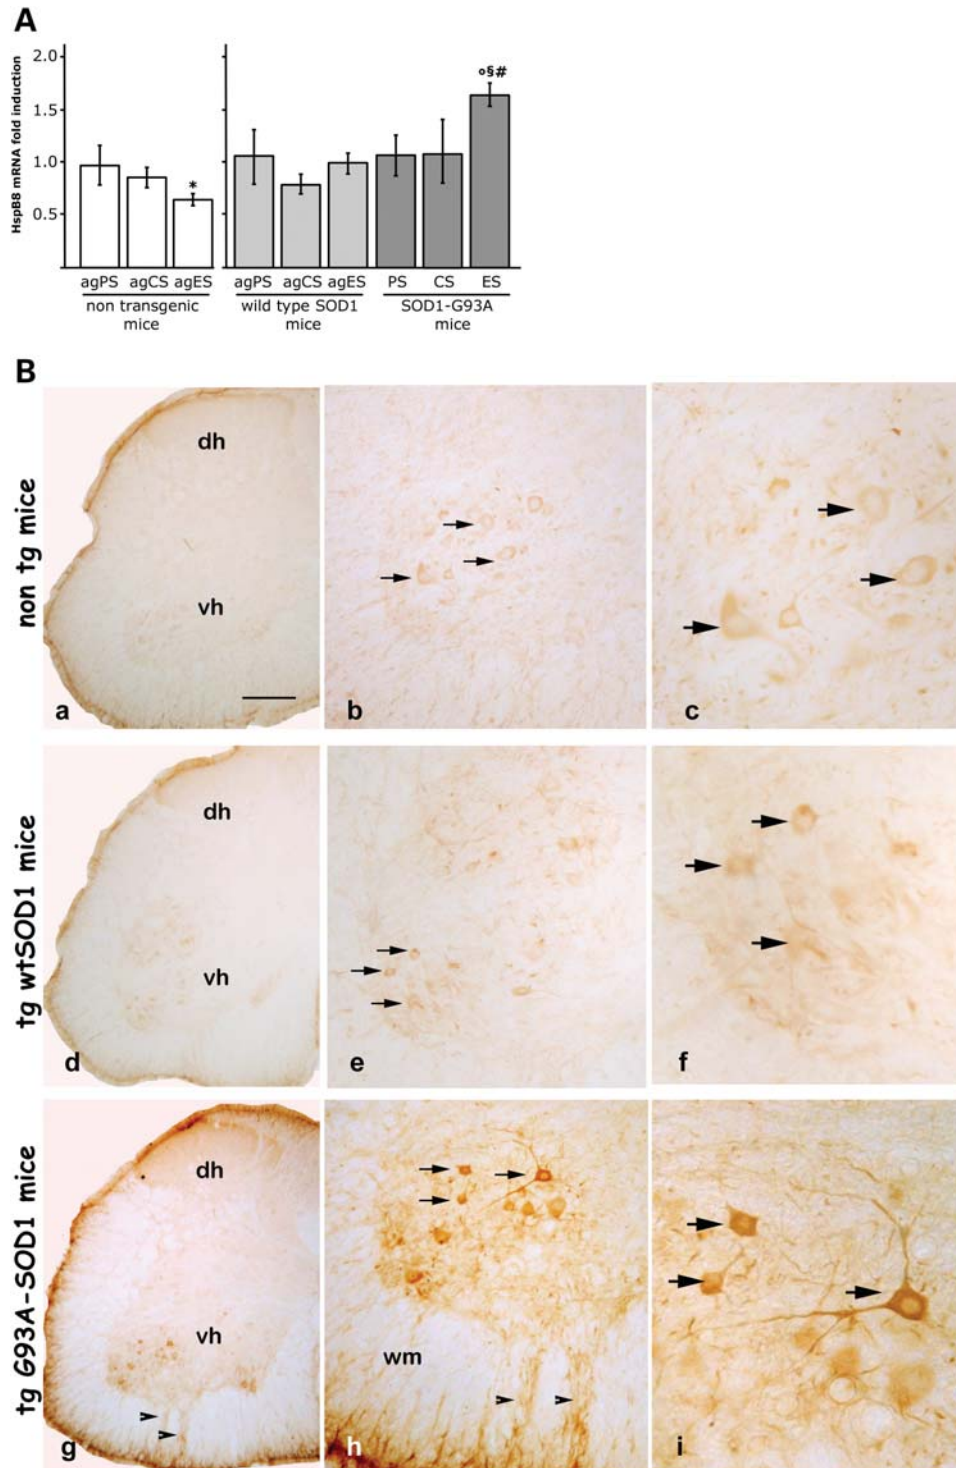 A
HspB8 mRNA fold induction
2.0
1.5
1.0
0.5
*
°§#
agPS agCS agES agPS agCS agES PS CS ES
non transgenic mice
wild type SOD1 mice
SOD1-G93A mice
B
non tg mice
dh
vh
a
b
c
tg wtSOD1 mice
dh
vh
d
e
f
tg G93A-SOD1 mice
dh
vh
g
wm
h
i